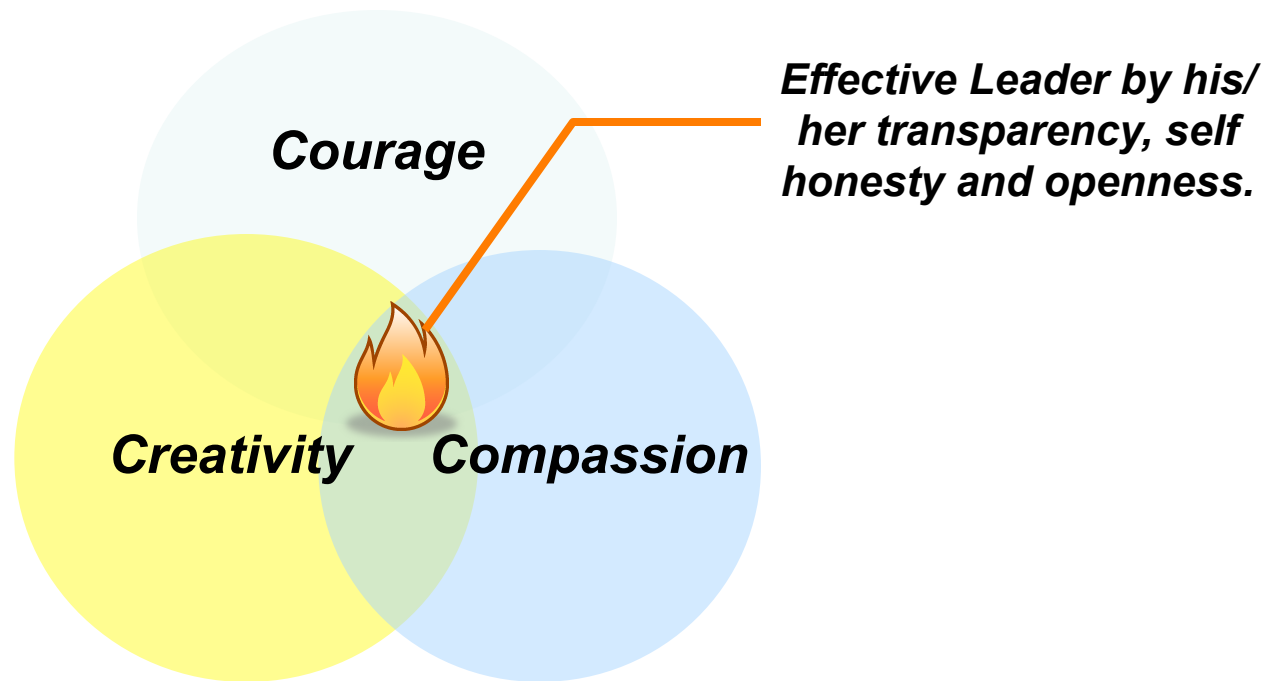 Effective Leader by his/
her transparency, self
honesty and openness.
Courage
Creativity
Compassion